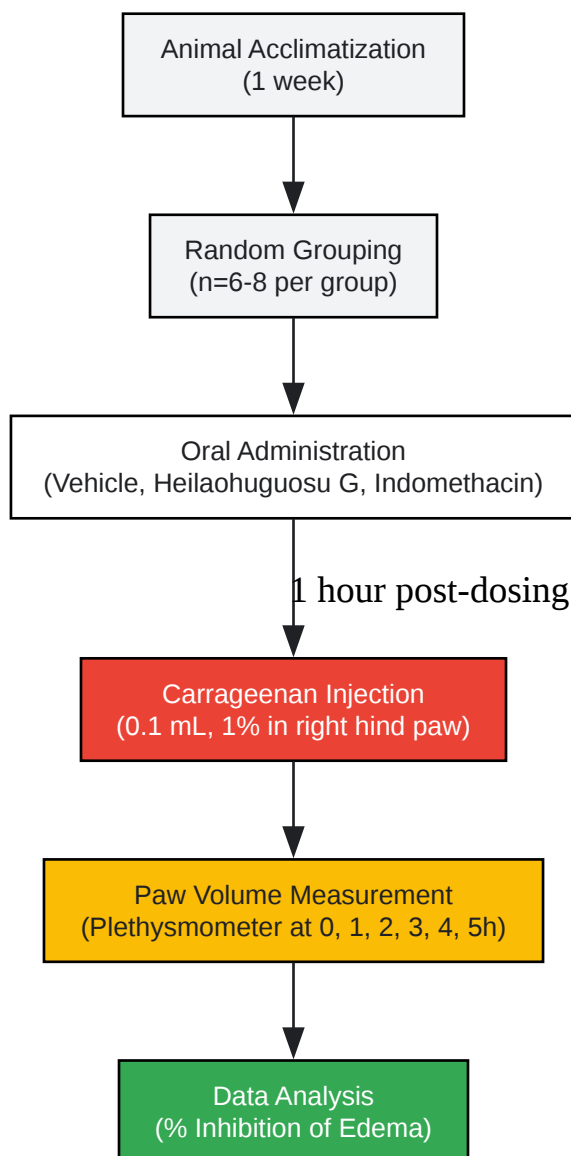 Animal Acclimatization
(1 week)
Random Grouping
(n=6-8 per group)
Oral Administration
(Vehicle, Heilaohuguosu G, Indomethacin)
1 hour post-dosing
Carrageenan Injection
(0.1 mL, 1% in right hind paw)
Paw Volume Measurement
(Plethysmometer at 0, 1, 2, 3, 4, 5h)
Data Analysis
(% Inhibition of Edema)